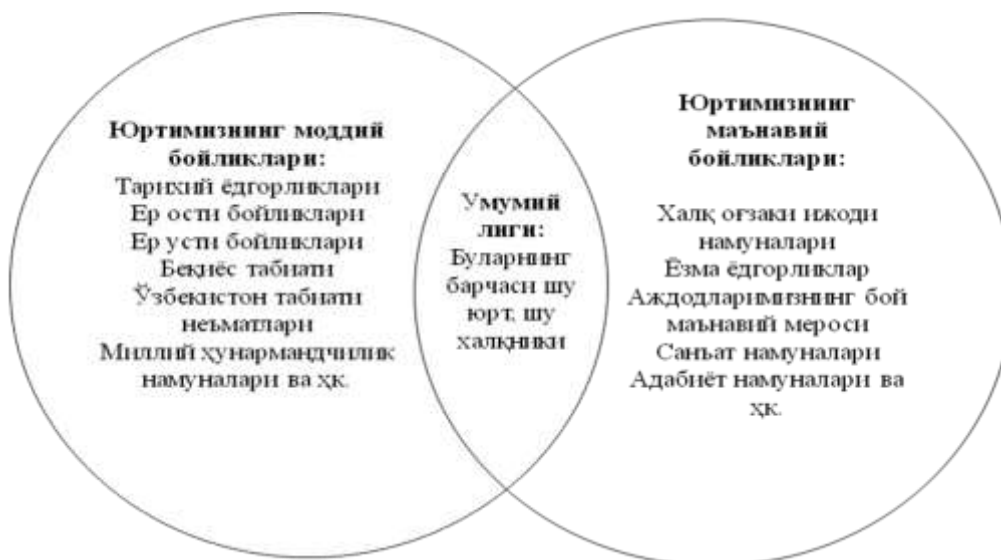 Юртимизнинг моддий
бойликлари:
Тарихий ёдгорликлари
Ер ости бойликлари
Ер усти бойликлари
Беқиёс табиати
Ўзбекистон табиати
неъматлари
Миллий ҳунармандчилик
намуналари ва ҳк.
Умумий
лиги:
Буларнинг
барчаси шу
юрт, шу
халқники
Юртимизнинг
маънавий
бойликлари:
Халқ оғзаки ижоди
намуналари
Ёзма ёдгорликлар
Аждодларимизнинг бой
маънавий мероси
Санъат намуналари
Адабиёт намуналари ва
ҳк.